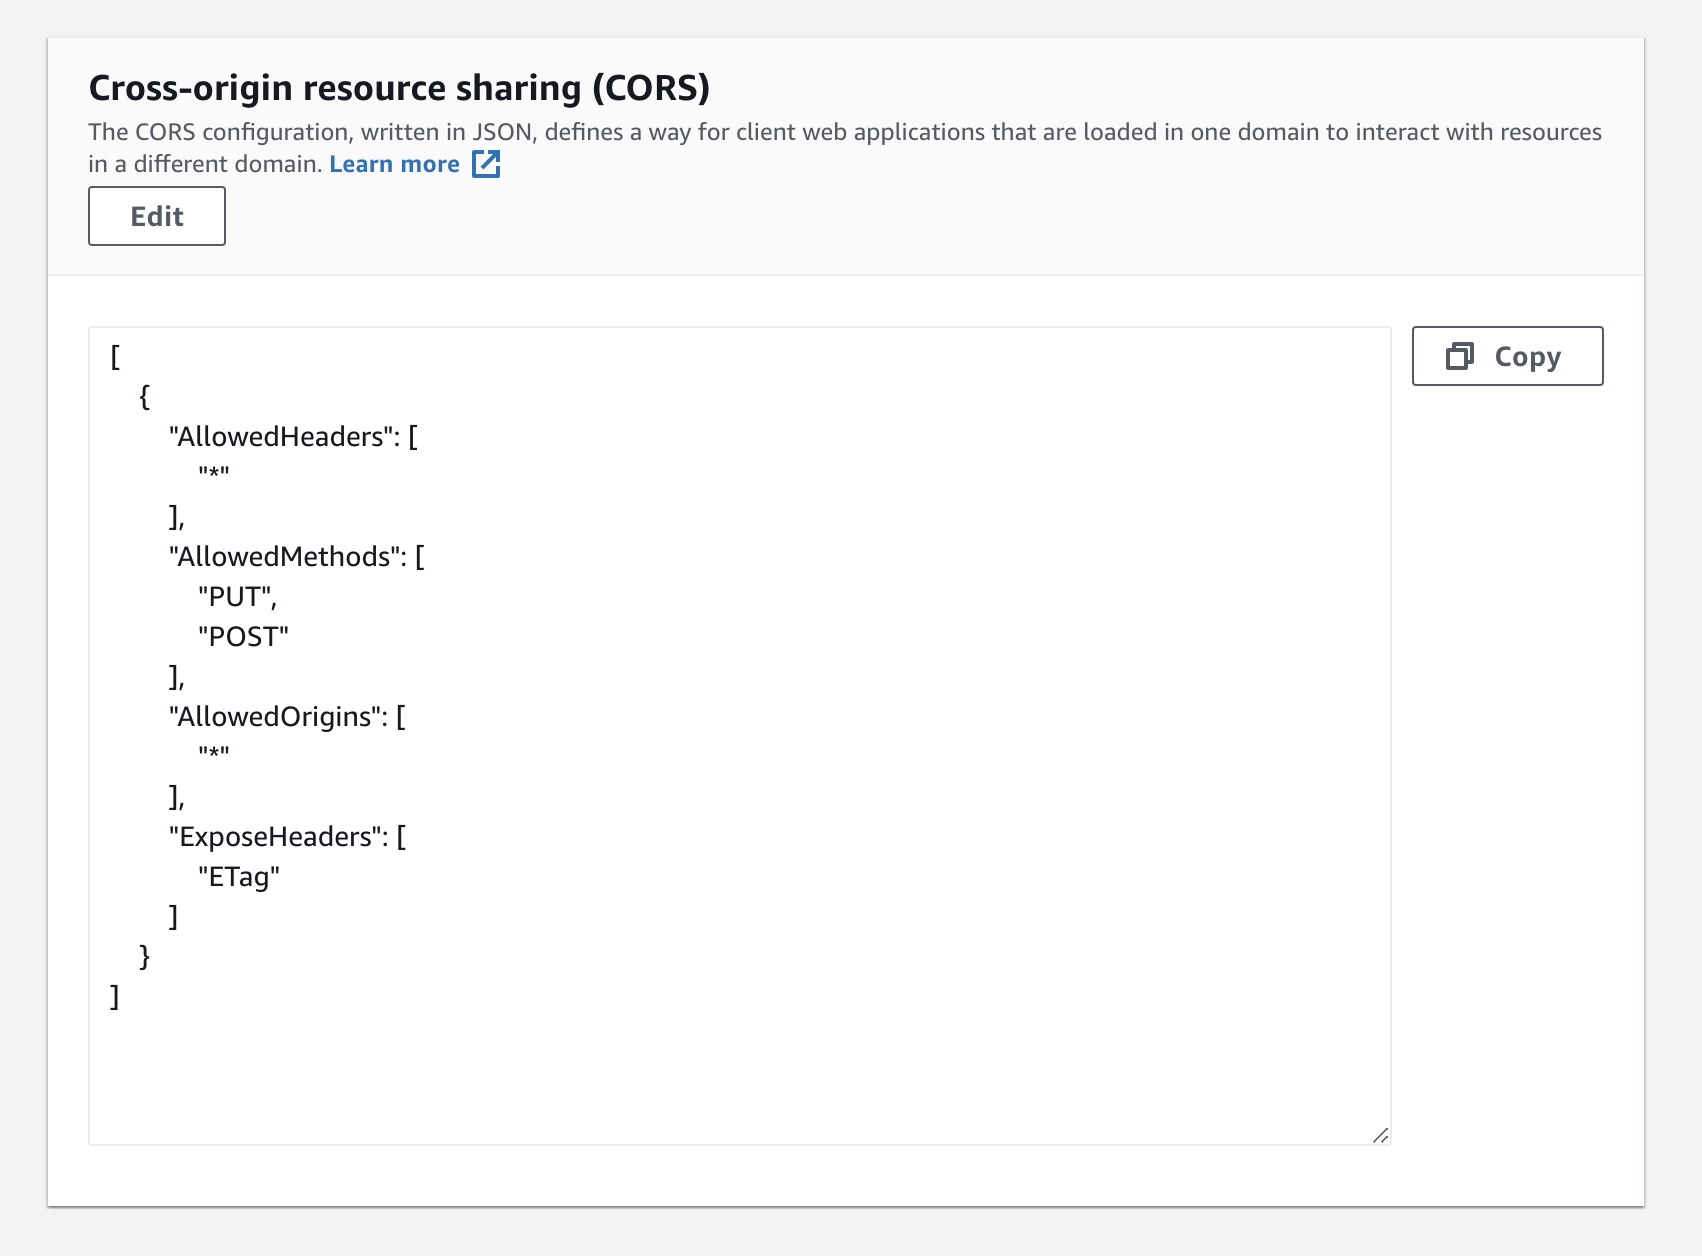 Cross-origin resource sharing (CORS)
The CORS configuration, written in JSON, defines a way for client web applications that are loaded in one domain to interact with resources
in a different domain. Learn more
Edit
Copy
[
  {
    "AllowedHeaders": [
      "*"
    ],
    "AllowedMethods": [
      "PUT",
      "POST"
    ],
    "AllowedOrigins": [
      "*"
    ],
    "ExposeHeaders": [
      "ETag"
    ]
  }
]